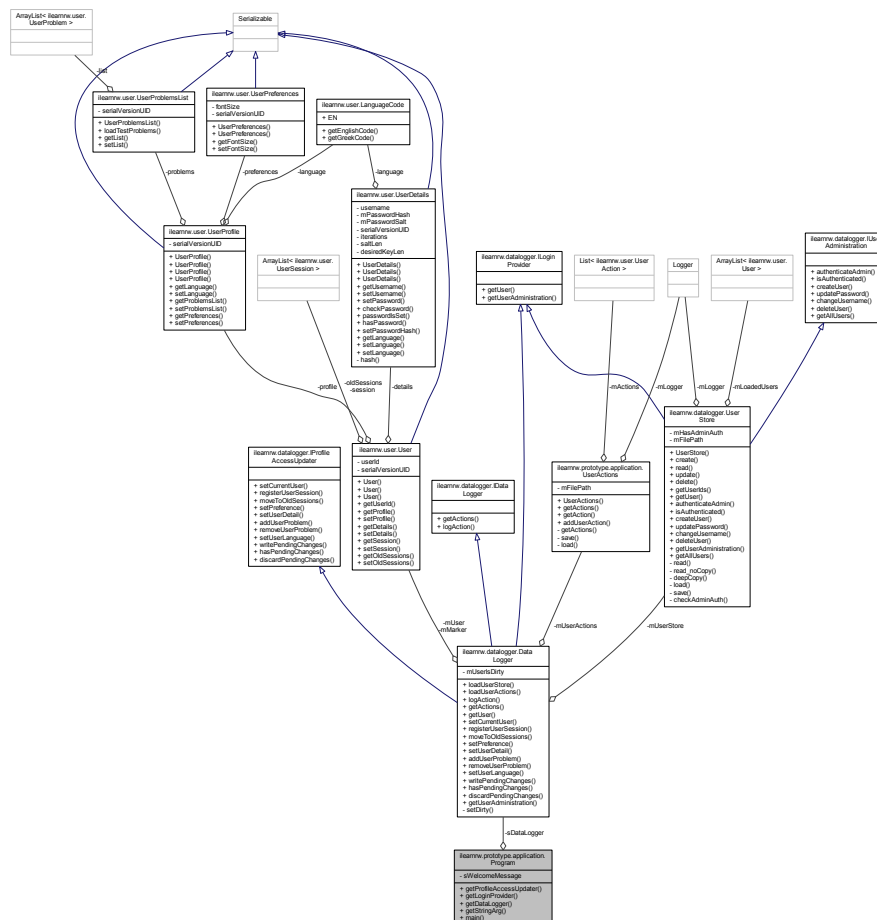 ArrayList< ilearnrw.user.
UserProblem >
Serializable
-list
ilearnrw.user.UserProblemsList
- serialVersionUID
+ UserProblemsList()
+ loadTestProblems()
+ getList()
+ setList()
ilearnrw.user.UserPreferences
- fontSize
- serialVersionUID
+ UserPreferences()
+ UserPreferences()
+ getFontSize()
+ setFontSize()
ilearnrw.user.LanguageCode
+ EN
+ getEnglishCode()
+ getGreekCode()
-problems
-preferences
-language
-language
ilearnrw.user.UserDetails
- username
- mPasswordHash
- mPasswordSalt
- serialVersionUID
- iterations
- saltLen
- desiredKeyLen
+ UserDetails()
+ UserDetails()
+ UserDetails()
+ getUsername()
+ setUsername()
+ setPassword()
+ checkPassword()
+ passwordIsSet()
+ hasPassword()
+ setPasswordHash()
+ getLanguage()
+ setLanguage()
+ setLanguage()
- hash()
ilearnrw.user.UserProfile
- serialVersionUID
+ UserProfile()
+ UserProfile()
+ UserProfile()
+ UserProfile()
+ getLanguage()
+ setLanguage()
+ getProblemsList()
+ setProblemsList()
+ getPreferences()
+ setPreferences()
ArrayList< ilearnrw.user.
UserSession >
ilearnrw.datalogger.ILogin
Provider
+ getUser()
+ getUserAdministration()
List< ilearnrw.user.User
Action >
Logger
ArrayList< ilearnrw.user.
User >
ilearnrw.datalogger.IUser
Administration
+ authenticateAdmin()
+ isAuthenticated()
+ createUser()
+ updatePassword()
+ changeUsername()
+ deleteUser()
+ getAllUsers()
-profile
-oldSessions
-session
-details
-mActions
-mLogger
-mLogger
-mLoadedUsers
ilearnrw.datalogger.User
Store
- mHasAdminAuth
- mFilePath
+ UserStore()
+ create()
+ read()
+ update()
+ delete()
+ getUserIds()
+ getUser()
+ authenticateAdmin()
+ isAuthenticated()
+ createUser()
+ updatePassword()
+ changeUsername()
+ deleteUser()
+ getUserAdministration()
+ getAllUsers()
- read()
- read_noCopy()
- deepCopy()
- load()
- save()
- checkAdminAuth()
ilearnrw.datalogger.IProfile
AccessUpdater
+ setCurrentUser()
+ registerUserSession()
+ moveToOldSessions()
+ setPreference()
+ setUserDetail()
+ addUserProblem()
+ removeUserProblem()
+ setUserLanguage()
+ writePendingChanges()
+ hasPendingChanges()
+ discardPendingChanges()
ilearnrw.user.User
- userId
- serialVersionUID
+ User()
+ User()
+ User()
+ getUserId()
+ getProfile()
+ setProfile()
+ getDetails()
+ setDetails()
+ getSession()
+ setSession()
+ getOldSessions()
+ setOldSessions()
ilearnrw.datalogger.IData
Logger
+ getActions()
+ logAction()
ilearnrw.prototype.application.
UserActions
- mFilePath
+ UserActions()
+ getActions()
+ getAction()
+ addUserAction()
- getActions()
- save()
- load()
-mUser
-mMarker
-mUserActions
-mUserStore
ilearnrw.datalogger.Data
Logger
- mUserIsDirty
+ loadUserStore()
+ loadUserActions()
+ logAction()
+ getActions()
+ getUser()
+ setCurrentUser()
+ registerUserSession()
+ moveToOldSessions()
+ setPreference()
+ setUserDetail()
+ addUserProblem()
+ removeUserProblem()
+ setUserLanguage()
+ writePendingChanges()
+ hasPendingChanges()
+ discardPendingChanges()
+ getUserAdministration()
- setDirty()
-sDataLogger
ilearnrw.prototype.application.
Program
- sWelcomeMessage
+ getProfileAccessUpdater()
+ getLoginProvider()
+ getDataLogger()
+ getStringArg()
+ main()